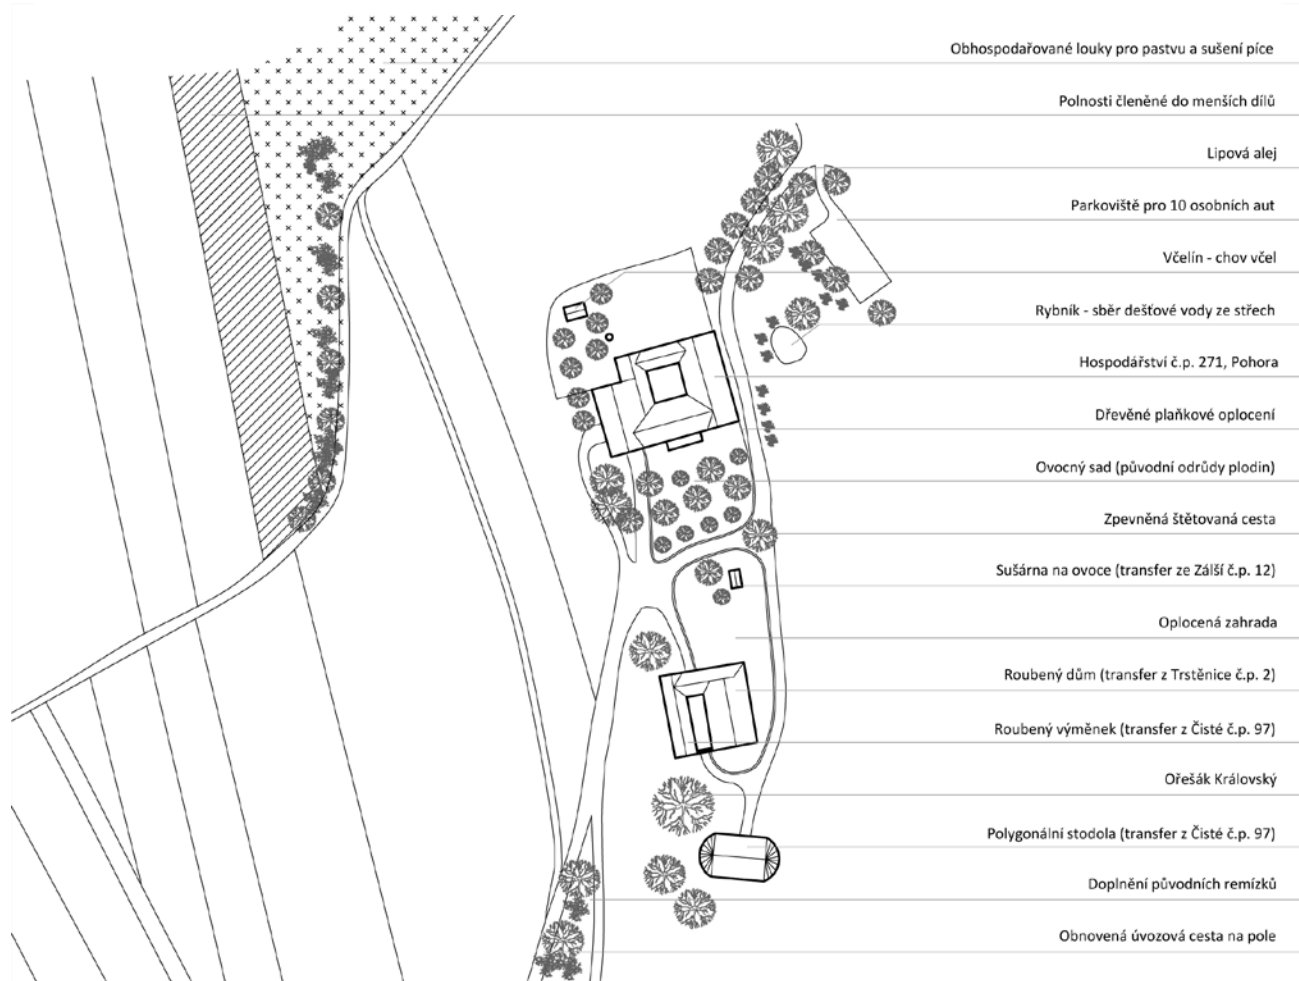 Obhospodařované louky pro pastvu a sušení píce
Polnosti členěné do menších dílů
Lipová alej
Parkoviště pro 10 osobních aut
Včelín - chov včel
Rybník - sběr dešťové vody ze střech
Hospodářství č.p. 271, Pohora
Dřevěné plaňkové oplocení
Ovocný sad (původní odrůdy plodin)
Zpevněná štětovaná cesta
Sušárna na ovoce (transfer ze Zálší č.p. 12)
Oplocená zahrada
Roubený dům (transfer z Trstěnice č.p. 2)
Roubený výměnek (transfer z Čisté č.p. 97)
Ořešák Královský
Polygonální stodola (transfer z Čisté č.p. 97)
Doplnění původních remízků
Obnovená úvozová cesta na pole